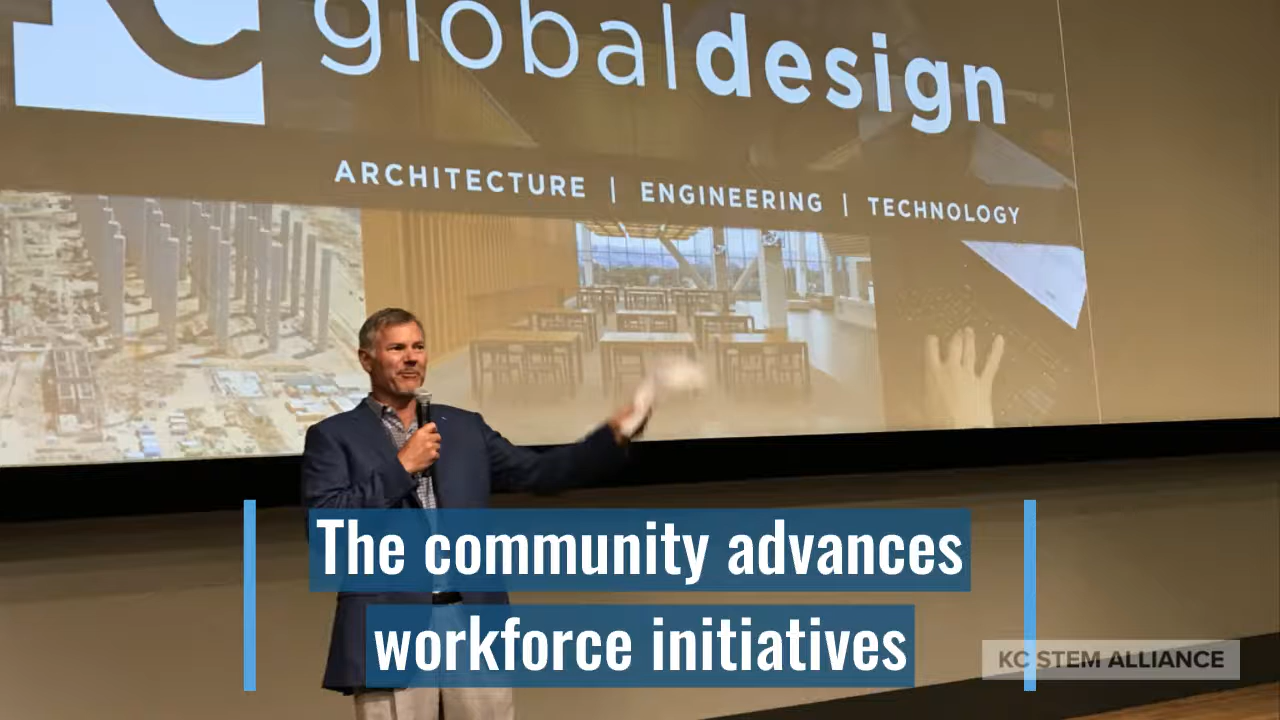 globaldesign
ARCHITECTURE | ENGINEERING | TECHNOLOGY
The community advances
workforce initiatives
KC STEM ALLIANCE